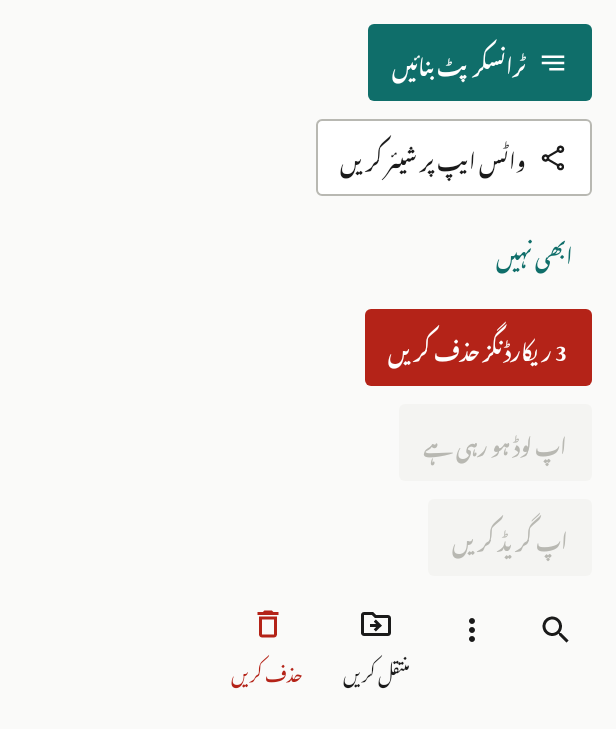 ٹرانسکرپٹ بنائیں
واٹس ایپ پر شیئر کریں
ابھی نہیں
3 ریکارڈنگز حذف کریں
اپ لوڈ ہو رہی ہے
اپ گریڈ کریں
منتقل کریں
حذف کریں